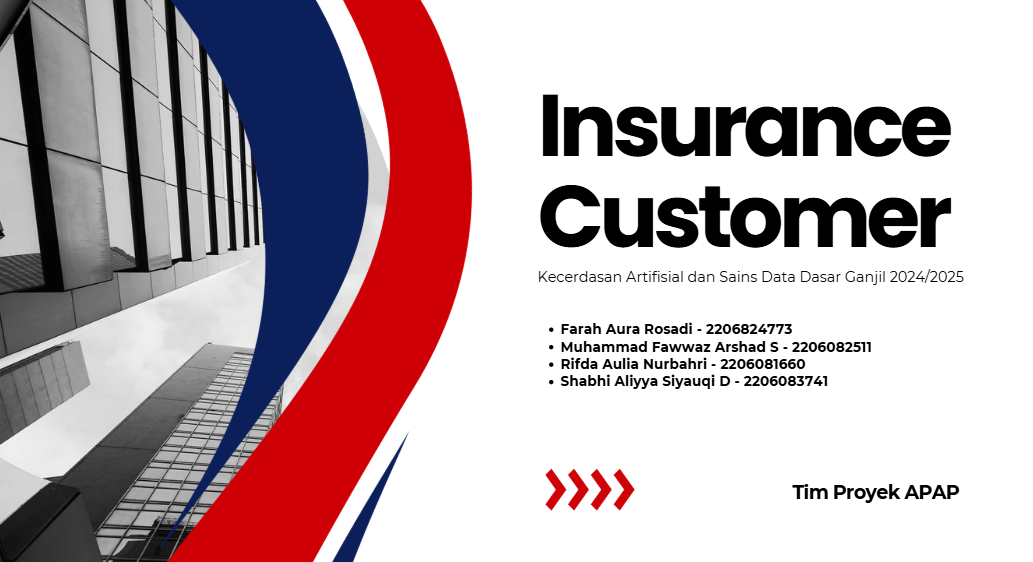 Insurance
Customer
Kecerdasan Artifisial dan Sains Data Dasar Ganjil 2024/2025
• Farah Aura Rosadi - 2206824773
• Muhammad Fawwaz Arshad S - 2206082511
• Rifda Aulia Nurbahri - 2206081660
• Shabhi Aliyya Siyauqi D - 2206083741
Tim Proyek APAP